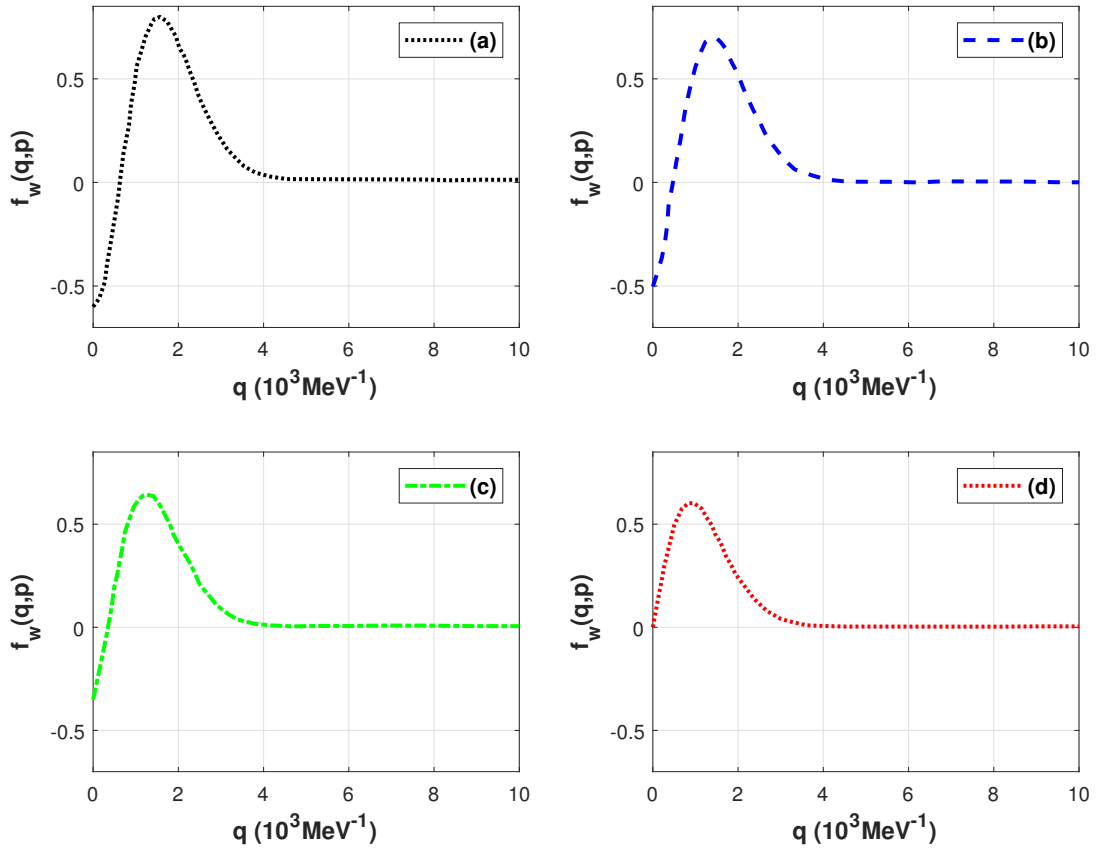 (a)
0.5
0
-0.5
f_w(q,p)
0 2 4 6 8 10
q (10^3MeV^-1)
(b)
0.5
0
-0.5
f_w(q,p)
0 2 4 6 8 10
q (10^3MeV^-1)
(c)
0.5
0
-0.5
f_w(q,p)
0 2 4 6 8 10
q (10^3MeV^-1)
(d)
0.5
0
-0.5
f_w(q,p)
0 2 4 6 8 10
q (10^3MeV^-1)